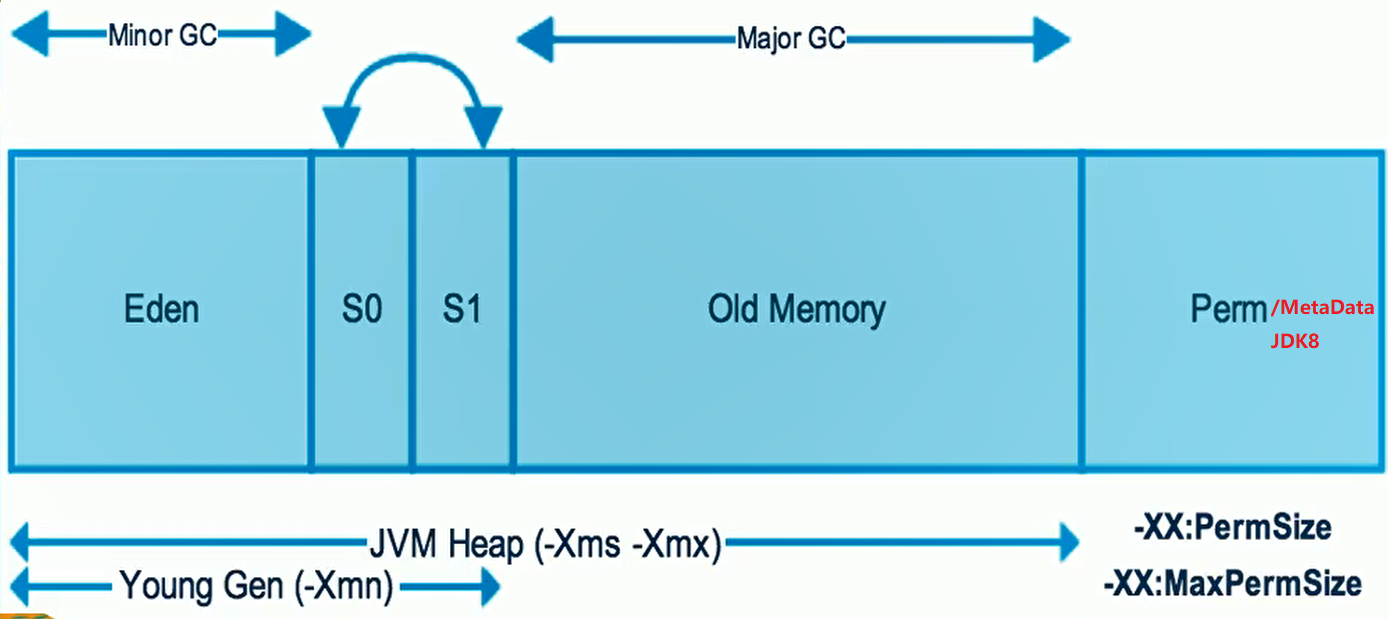 Minor GC
Major GC
Eden
S0
S1
Old Memory
Perm/MetaData
JDK8
JVM Heap (-Xms -Xmx)
-XX:PermSize
Young Gen (-Xmn)
-XX:MaxPermSize